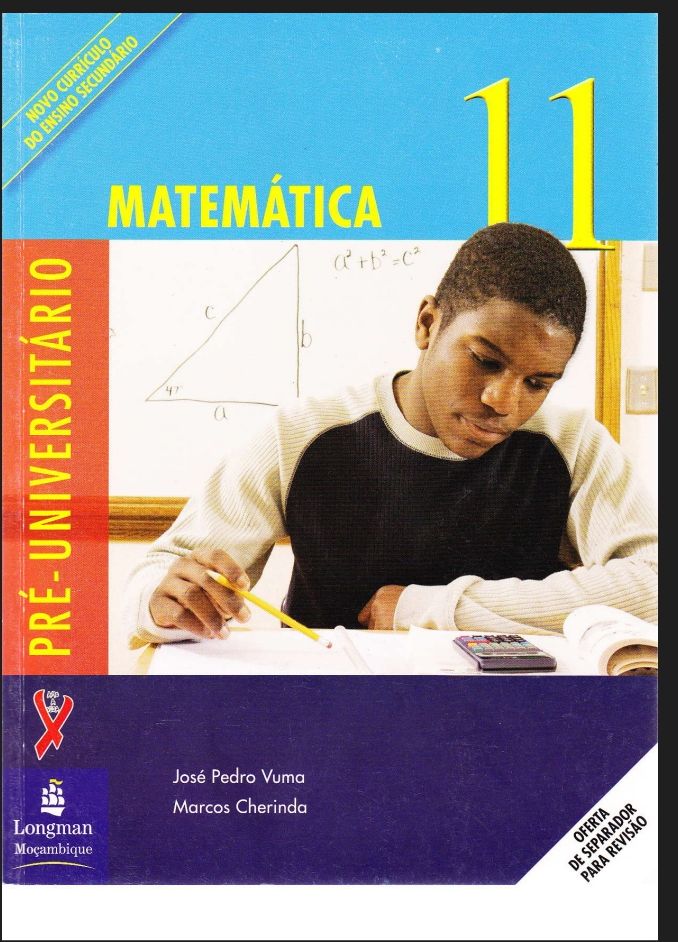 NOVO CURRÍCULO
DO ENSINO SECUNDÁRIO
11
MATEMÁTICA
PRÉ-UNIVERSITÁRIO
a² + b² = c²
c
b
47°
a
José Pedro Vuma
Marcos Cherinda
Longman
Moçambique
OFERTA
DE SEPARADOR
PARA REVISÃO